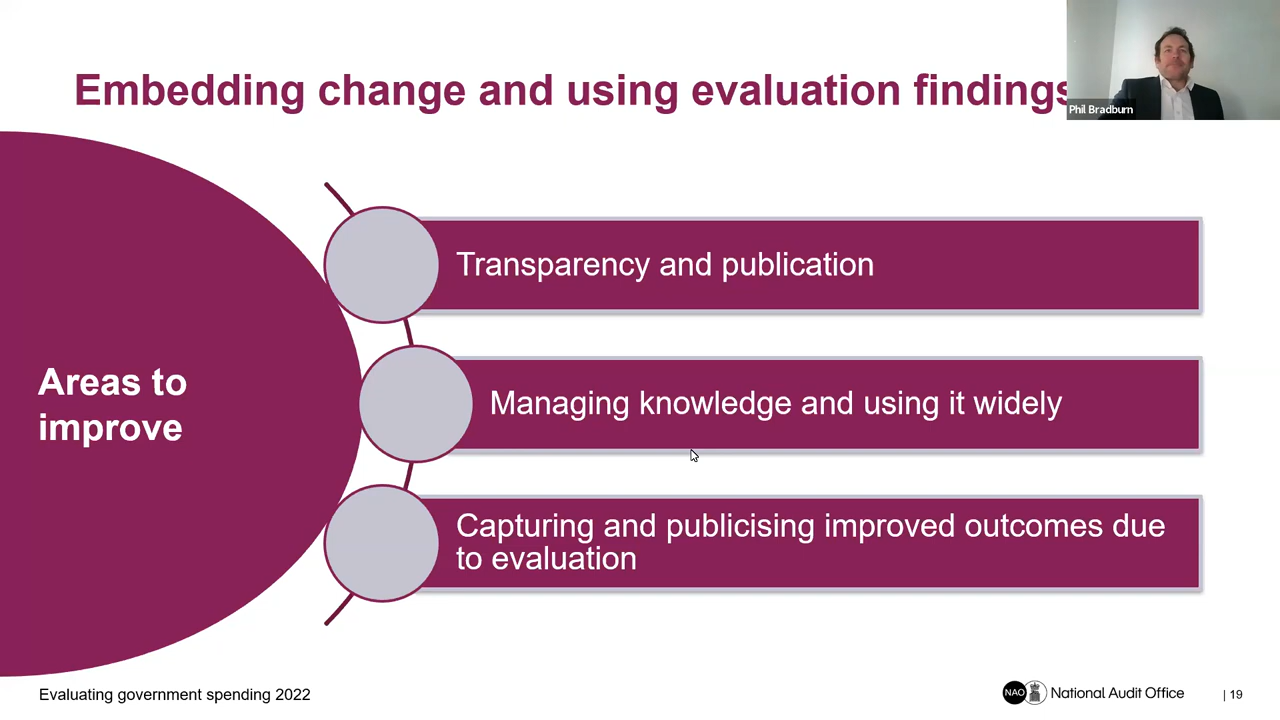 Embedding change and using evaluation findings
Phil Bradburn
Transparency and publication
Areas to
improve
Managing knowledge and using it widely
Capturing and publicising improved outcomes due
to evaluation
Evaluating government spending 2022
NAO National Audit Office
| 19